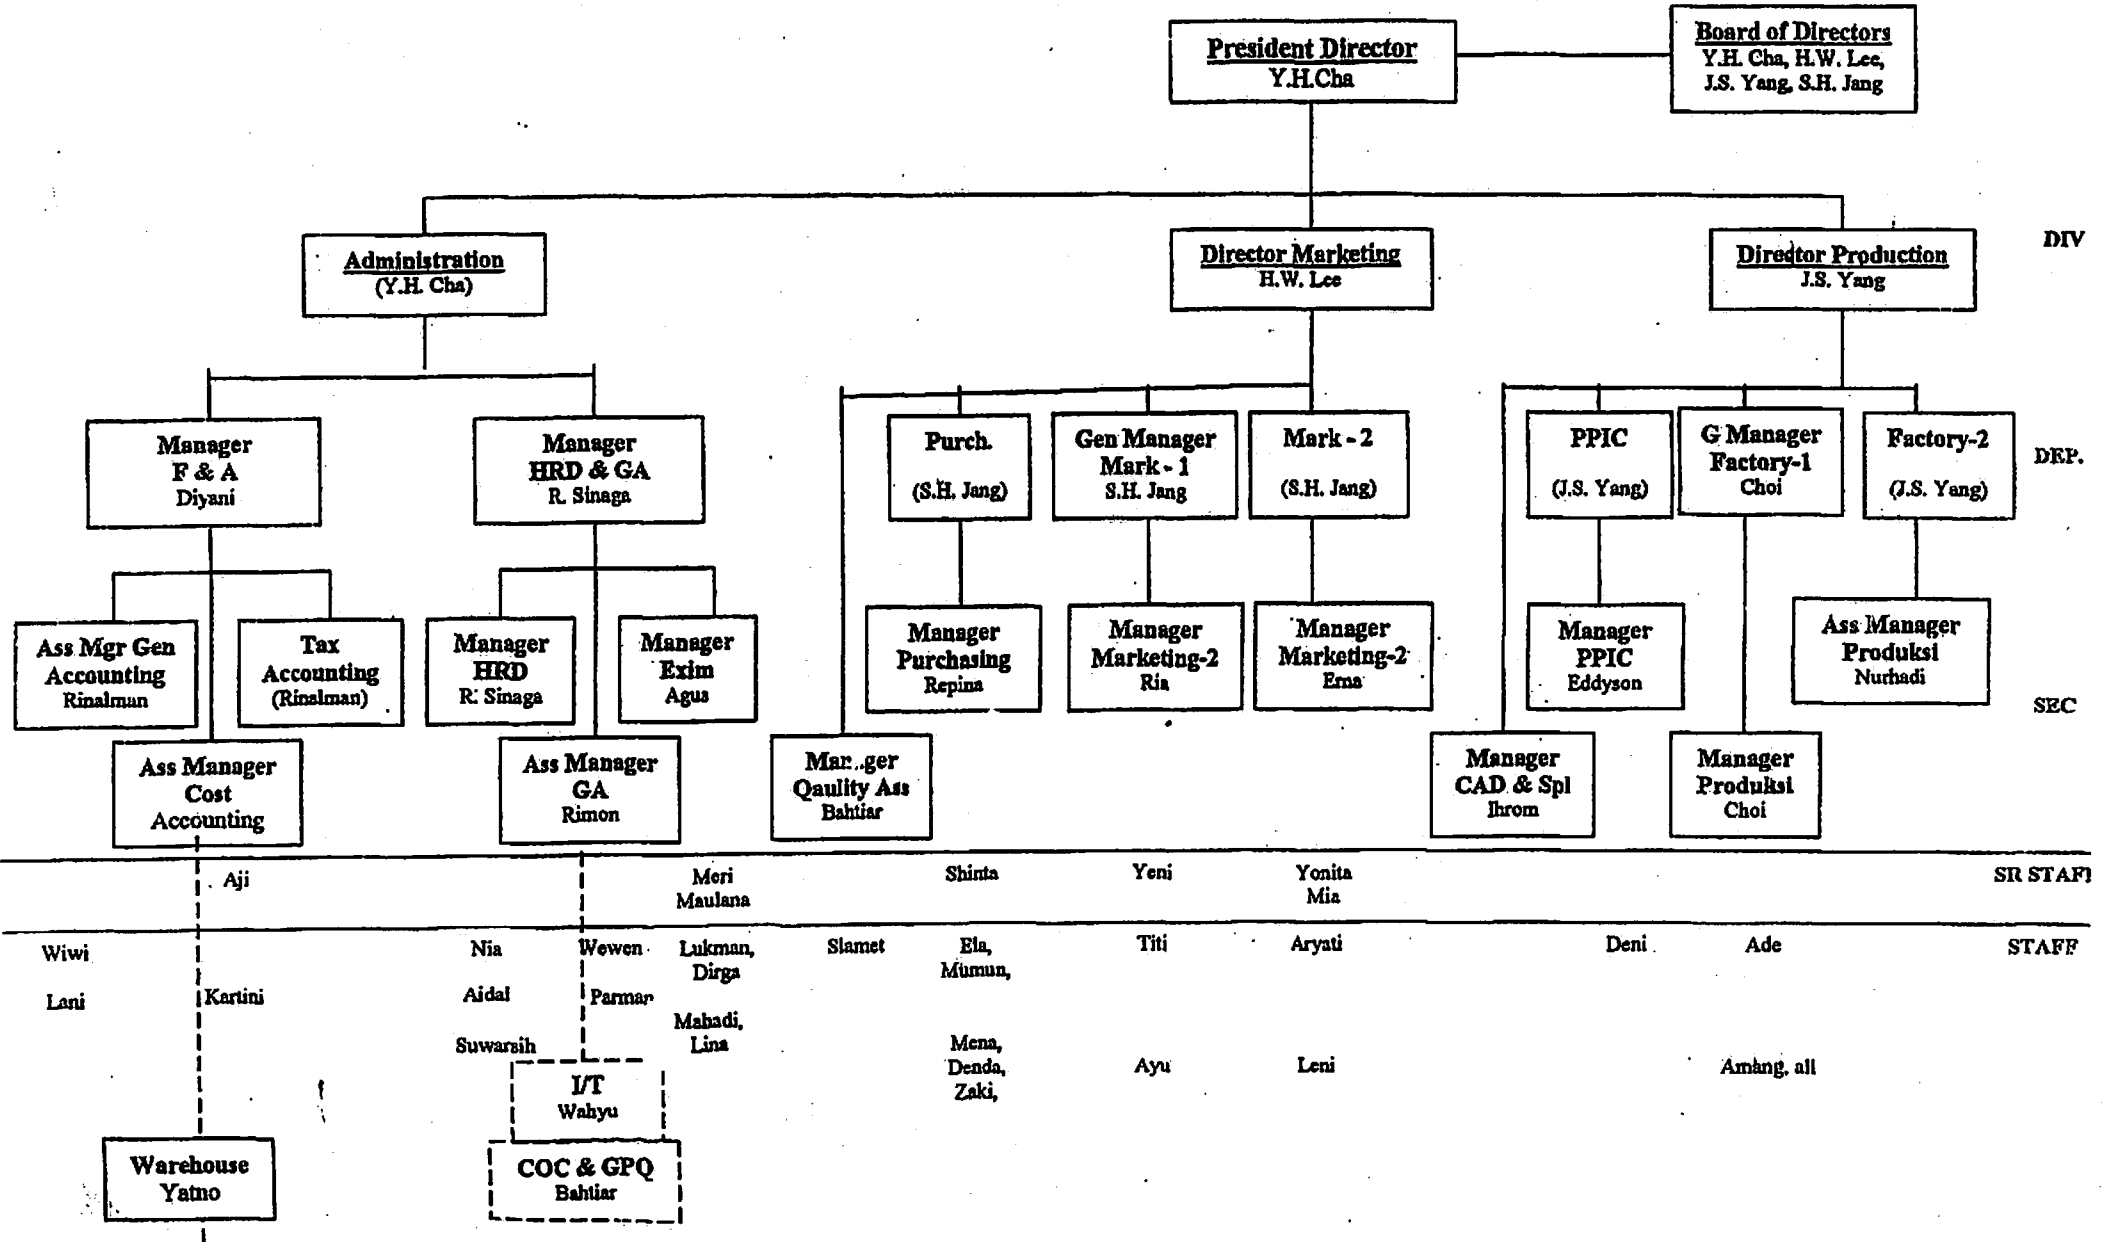 President Director
Y.H.Cha
Board of Directors
Y.H. Cha, H.W. Lee,
J.S. Yang, S.H. Jang
DIV
Administration
(Y.H. Cha)
Director Marketing
H.W. Lee
Director Production
J.S. Yang
DEP.
Manager
F & A
Diyani
Manager
HRD & GA
R. Sinaga
Purch.
(S.H. Jang)
Gen Manager
Mark - 1
S.H. Jang
Mark - 2
(S.H. Jang)
PPIC
(J.S. Yang)
G Manager
Factory-1
Choi
Factory-2
(J.S. Yang)
SEC
Ass Mgr Gen
Accounting
Rinalman
Tax
Accounting
(Rinalman)
Manager
HRD
R. Sinaga
Manager
Exim
Agus
Manager
Purchasing
Repina
Manager
Marketing-2
Ria
Manager
Marketing-2
Erna
Manager
PPIC
Eddyson
Ass Manager
Produksi
Nurhadi
Ass Manager
Cost
Accounting
Ass Manager
GA
Rimon
Qaulity Ass
Bahtiar
Manager
CAD & Spl
Ihrom
Manager
Produksi
Choi
Aji
Meri
Maulana
Shinta
Yeni
Yonita
Mia
SR STAF
Wiwi
Nia
Wewen
Lukman,
Dirga
Slamet
Ela,
Mumun,
Titi
Aryati
Deni
Ade
STAFF
Lani
Kartini
Aidal
Parman
Mahadi,
Lina
Suwarsih
Mena,
Denda,
Zaki,
Ayu
Leni
Amang, all
I/T
Wahyu
Warehouse
Yatno
COC & GPQ
Bahtiar